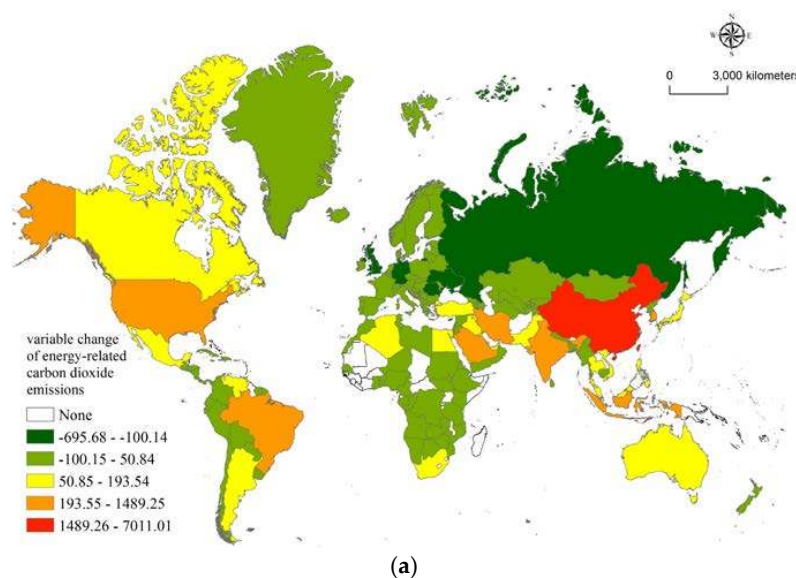 N
W E
S
0 3,000 kilometers
variable change
of energy-related
carbon dioxide
emissions
None
-695.68 - -100.14
-100.15 - 50.84
50.85 - 193.54
193.55 - 1489.25
1489.26 - 7011.01
(a)